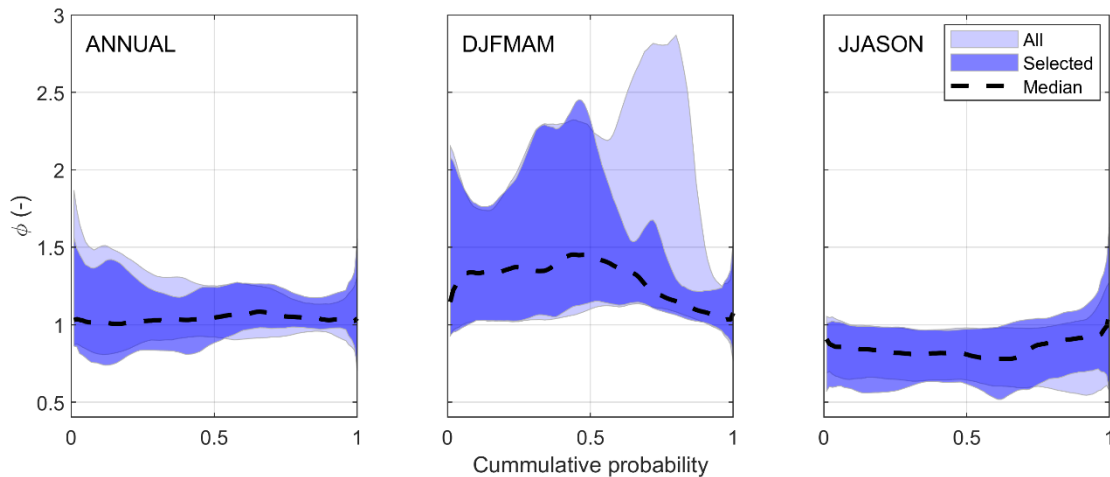 ANNUAL
DJFMAM
JJASON
All
Selected
Median
3
2.5
2
1.5
1
0.5
ϕ (-)
0 0.5 1
0 0.5 1
0 0.5 1
Cummulative probability